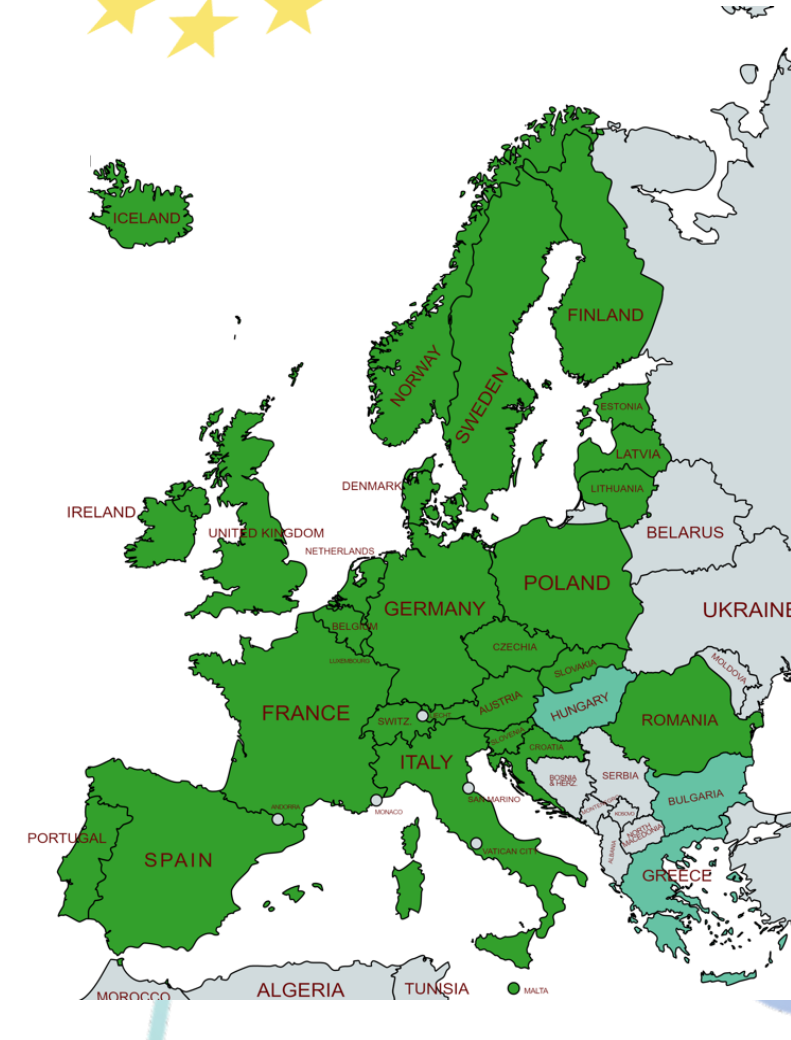 ICELAND
FINLAND
NORWAY
SWEDEN
ESTONIA
LATVIA
DENMARK
LITHUANIA
IRELAND
UNITED KINGDOM
BELARUS
NETHERLANDS
POLAND
GERMANY
UKRAINE
BELGIUM
CZECHIA
LUXEMBOURG
SLOVAKIA
MOLDOVA
AUSTRIA
HUNGARY
FRANCE
SWITZ.
ROMANIA
SLOVENIA
CROATIA
ITALY
BOSNIA
& HERZ.
SERBIA
SAN MARINO
BULGARIA
ANDORRA
MONACO
MONTENEGRO
KOSOVO
NORTH
MACEDONIA
PORTUGAL
SPAIN
VATICAN CITY
ALBANIA
GREECE
MOROCCO
ALGERIA
TUNISIA
MALTA